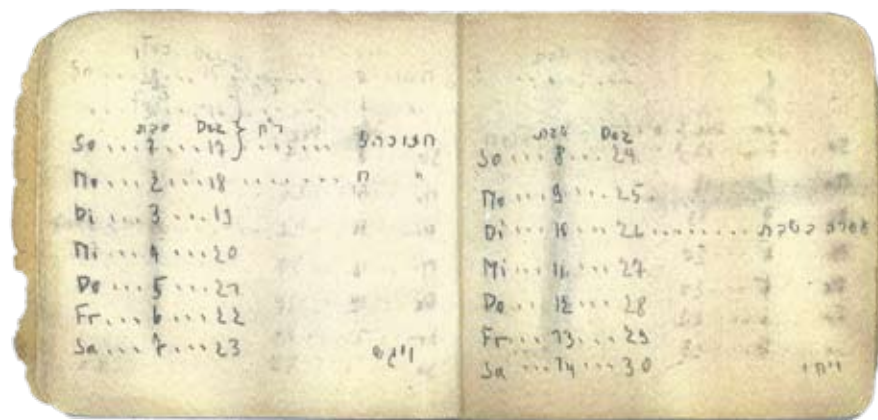 טבת Dez } ר"ח
So ... 1 ... 17 } ... ... חנוכה ז
Mo ... 2 ... 18 ......... ח "
Di ... 3 ... 19
Mi ... 4 ... 20
Do ... 5 ... 21
Fr ... 6 ... 22
Sa ... 7 ... 23 ויגש
טבת Dez
So ... 8 ... 24
Mo ... 9 ... 25
Di ... 10 ... 26 ......... עשרה בטבת
Mi ... 11 ... 27
Do ... 12 ... 28
Fr ... 13 ... 29
Sa ... 14 ... 30 ויחי